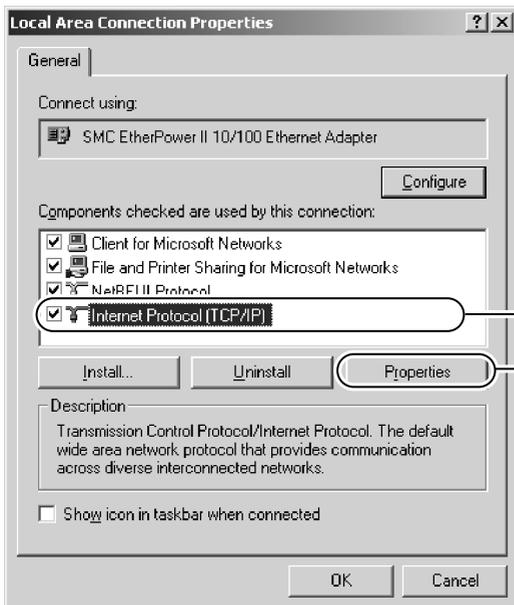 Local Area Connection Properties
General
Connect using:
SMC EtherPower II 10/100 Ethernet Adapter
Configure
Components checked are used by this connection:
Client for Microsoft Networks
File and Printer Sharing for Microsoft Networks
NetBEUI Protocol
Internet Protocol (TCP/IP)
Install...
Uninstall
Properties
Description
Transmission Control Protocol/Internet Protocol. The default
wide area network protocol that provides communication
across diverse interconnected networks.
Show icon in taskbar when connected
OK
Cancel